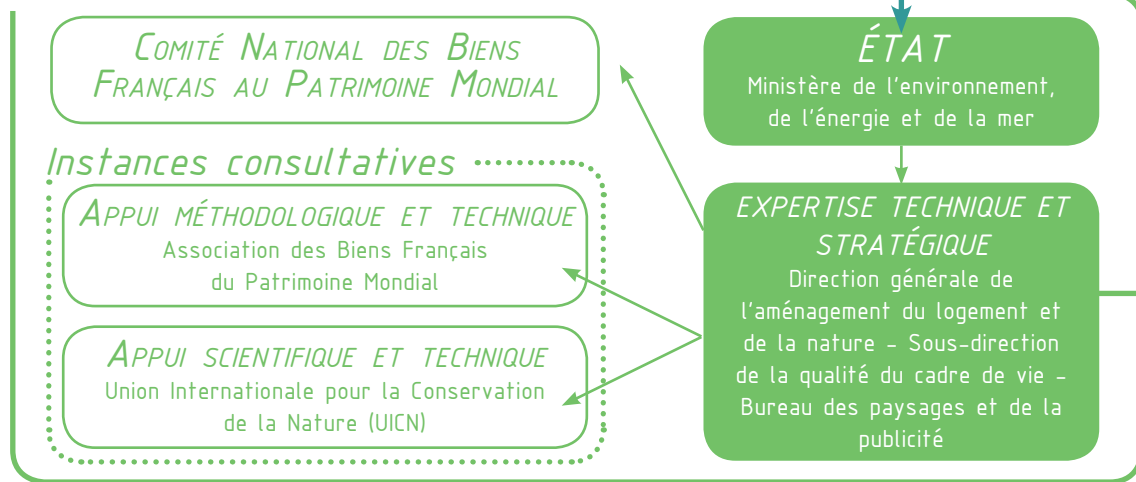 Comité National des Biens
Français au Patrimoine Mondial
Instances consultatives
Appui méthodologique et technique
Association des Biens Français
du Patrimoine Mondial
Appui scientifique et technique
Union Internationale pour la Conservation
de la Nature (UICN)
ÉTAT
Ministère de l'environnement,
de l'énergie et de la mer
EXPERTISE TECHNIQUE ET
STRATÉGIQUE
Direction générale de
l'aménagement du logement et
de la nature - Sous-direction
de la qualité du cadre de vie -
Bureau des paysages et de la
publicité